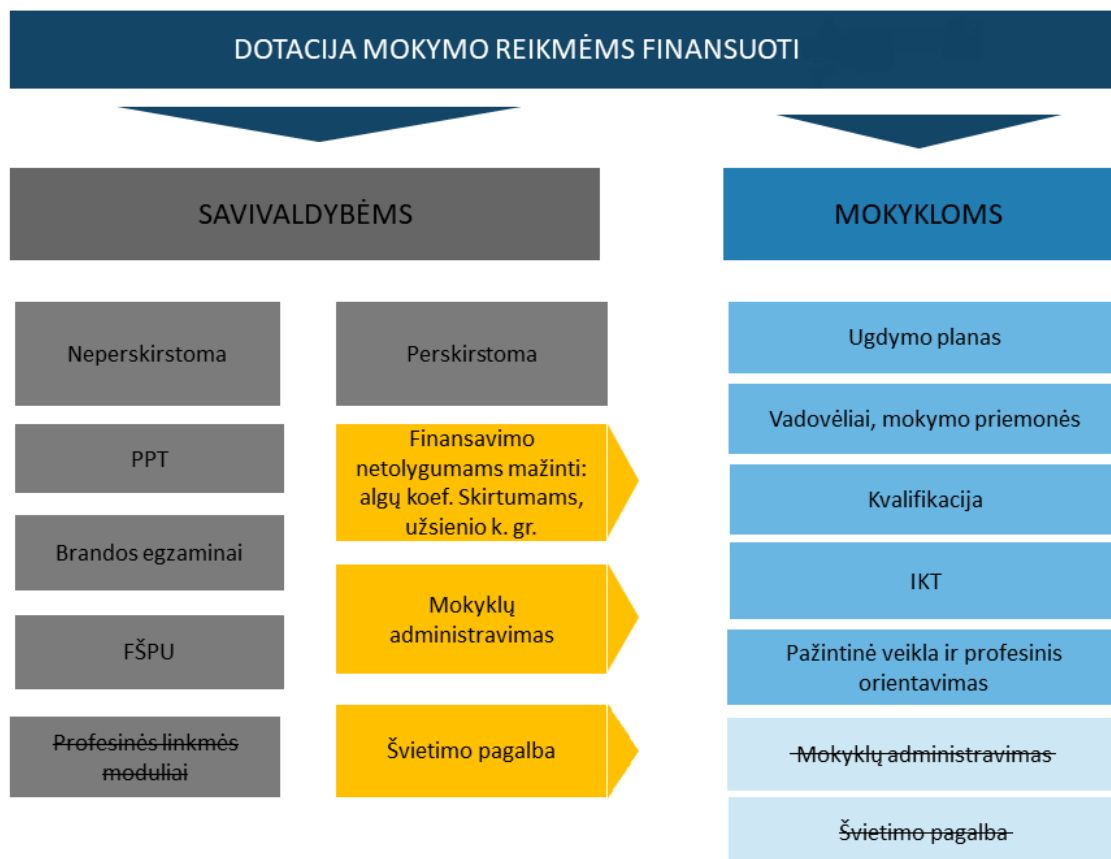 DOTACIJA MOKYMO REIKMĖMS FINANSUOTI
SAVIVALDYBĖMS
MOKYKLOMS
Neperskirstoma
PPT
Brandos egzaminai
FŠPU
Profesinės linkmės
moduliai
Perskirstoma
Finansavimo
netolygumams mažinti:
algų koef. Skirtumams,
užsienio k. gr.
Mokyklų
administravimas
Švietimo pagalba
Ugdymo planas
Vadovėliai, mokymo priemonės
Kvalifikacija
IKT
Pažintinė veikla ir profesinis
orientavimas
Mokyklų administravimas
Švietimo pagalba